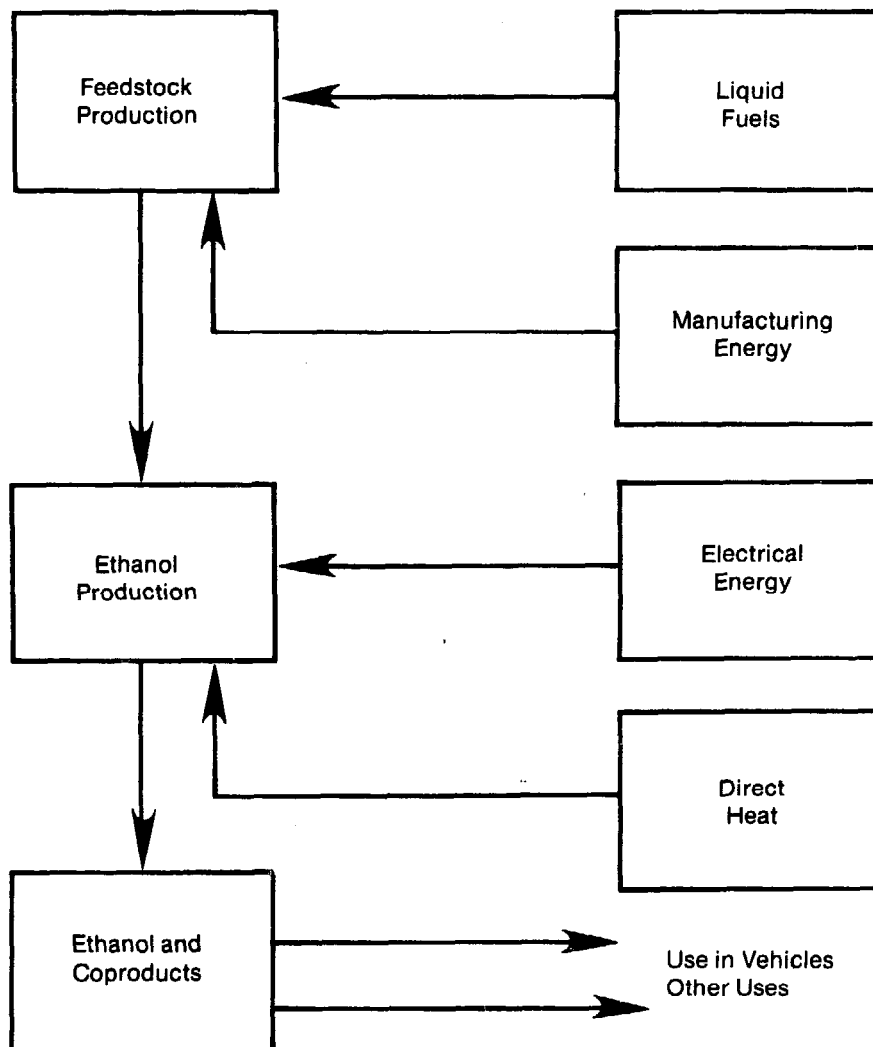 Feedstock
Production
Liquid
Fuels
Manufacturing
Energy
Ethanol
Production
Electrical
Energy
Direct
Heat
Ethanol and
Coproducts
Use in Vehicles
Other Uses